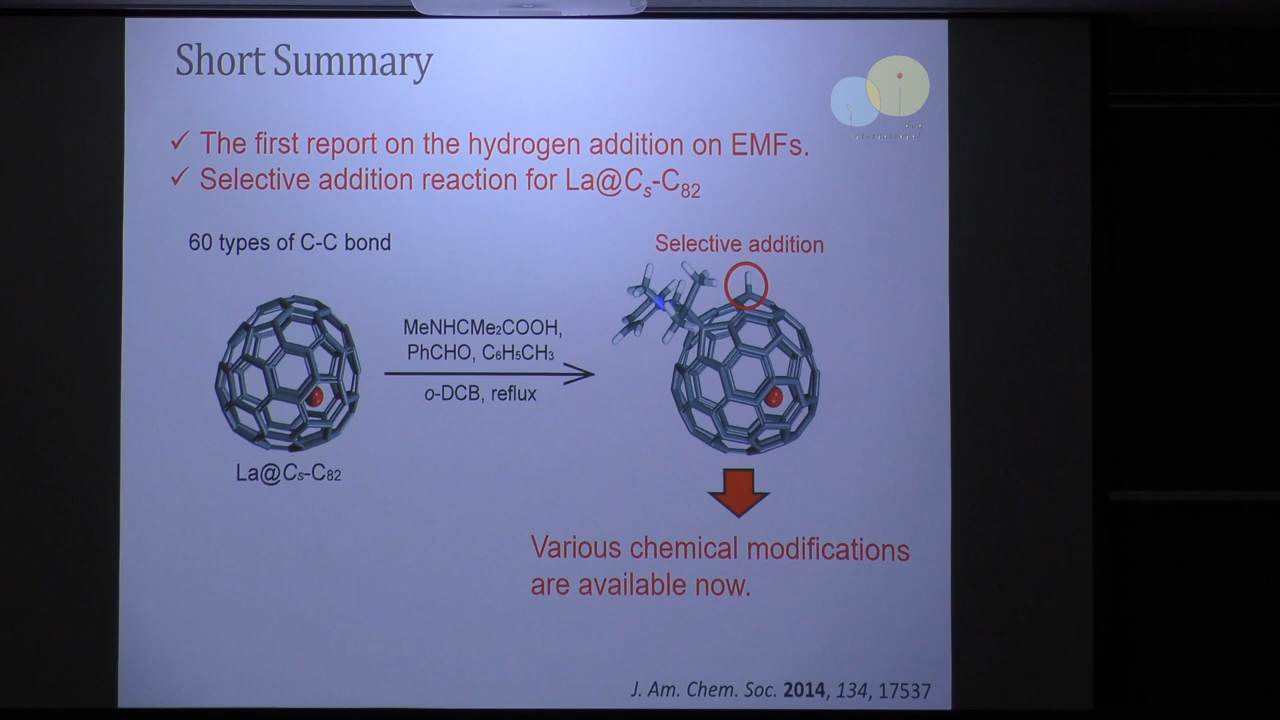 Short Summary
✓ The first report on the hydrogen addition on EMFs.
✓ Selective addition reaction for La@Cs-C82
60 types of C-C bond
Selective addition
MeNHCMe2COOH,
PhCHO, C6H5CH3
o-DCB, reflux
La@Cs-C82
Various chemical modifications
are available now.
J. Am. Chem. Soc. 2014, 134, 17537